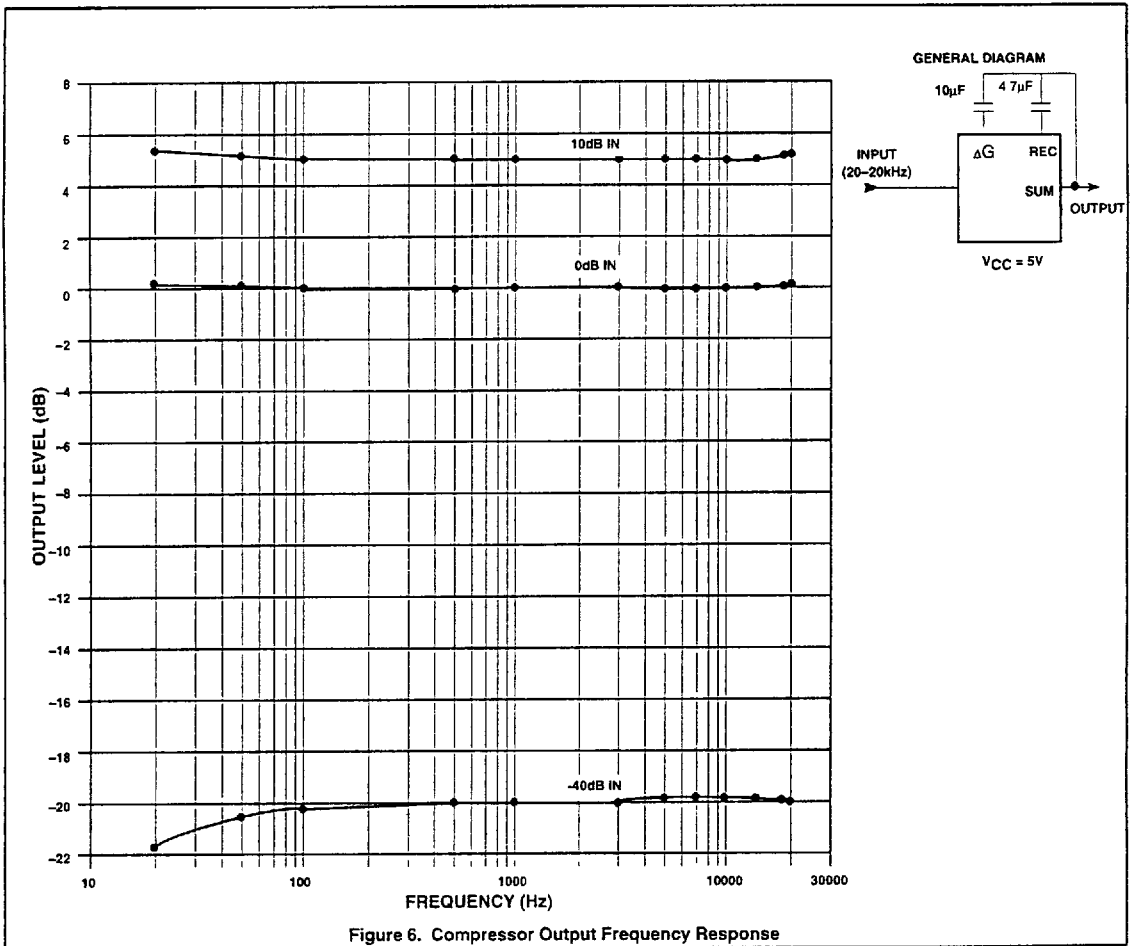 GENERAL DIAGRAM
10µF
4 7µF
ΔG
REC
SUM
INPUT
(20–20kHz)
OUTPUT
VCC = 5V
OUTPUT LEVEL (dB)
8
6
4
2
0
–2
–4
–6
–8
–10
–12
–14
–16
–18
–20
–22
10dB IN
0dB IN
-40dB IN
10
100
1000
10000
30000
FREQUENCY (Hz)
Figure 6. Compressor Output Frequency Response